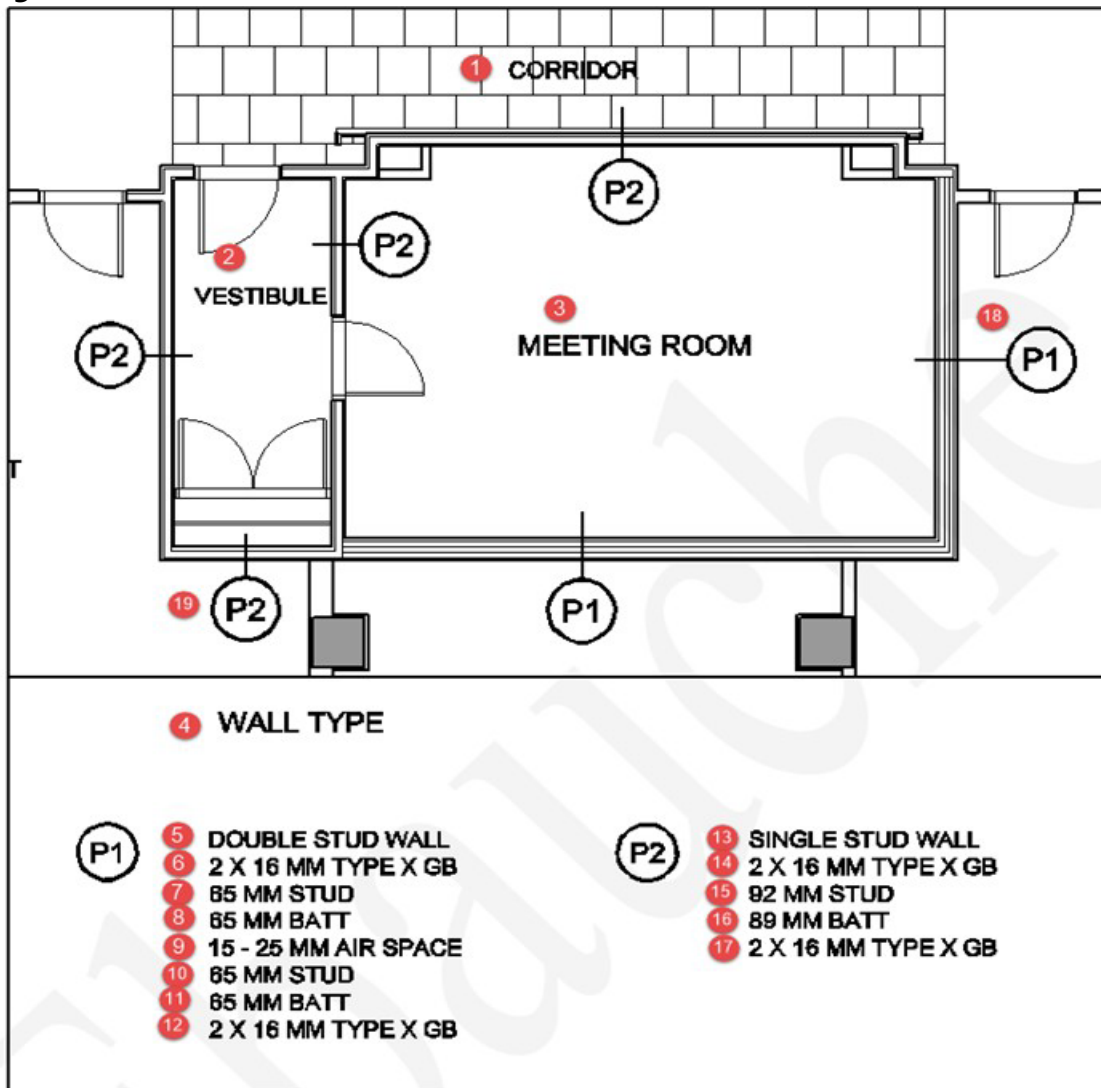 1 CORRIDOR
P2
P2
2
VESTIBULE
3
MEETING ROOM
18
P2
P1
T
19
P2
P1
4 WALL TYPE
P1
5 DOUBLE STUD WALL
6 2 X 16 MM TYPE X GB
7 65 MM STUD
8 65 MM BATT
9 15 - 25 MM AIR SPACE
10 65 MM STUD
11 65 MM BATT
12 2 X 16 MM TYPE X GB
P2
13 SINGLE STUD WALL
14 2 X 16 MM TYPE X GB
15 92 MM STUD
16 89 MM BATT
17 2 X 16 MM TYPE X GB